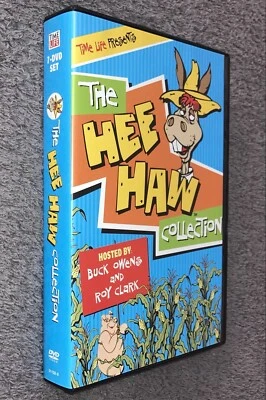 TIME LIFE
7-DVD
SET
THE
HEE
HAW
COLLECTION
DVD
TIME LIFE PRESENTS
THE
HEE
HAW
COLLECTION
HOSTED BY
BUCK OWENS
AND
ROY CLARK